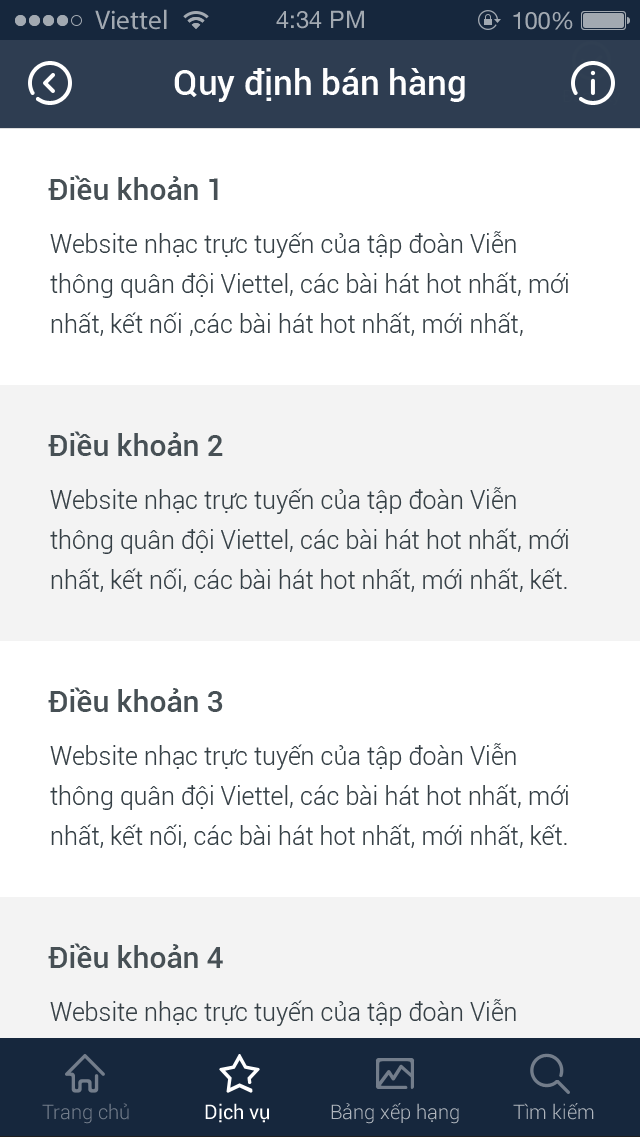 Viettel 4:34 PM 100%
Quy định bán hàng
Điều khoản 1
Website nhạc trực tuyến của tập đoàn Viễn
thông quân đội Viettel, các bài hát hot nhất, mới
nhất, kết nối ,các bài hát hot nhất, mới nhất,
Điều khoản 2
Website nhạc trực tuyến của tập đoàn Viễn
thông quân đội Viettel, các bài hát hot nhất, mới
nhất, kết nối, các bài hát hot nhất, mới nhất, kết.
Điều khoản 3
Website nhạc trực tuyến của tập đoàn Viễn
thông quân đội Viettel, các bài hát hot nhất, mới
nhất, kết nối, các bài hát hot nhất, mới nhất, kết.
Điều khoản 4
Website nhạc trực tuyến của tập đoàn Viễn
Trang chủ Dịch vụ Bảng xếp hạng Tìm kiếm